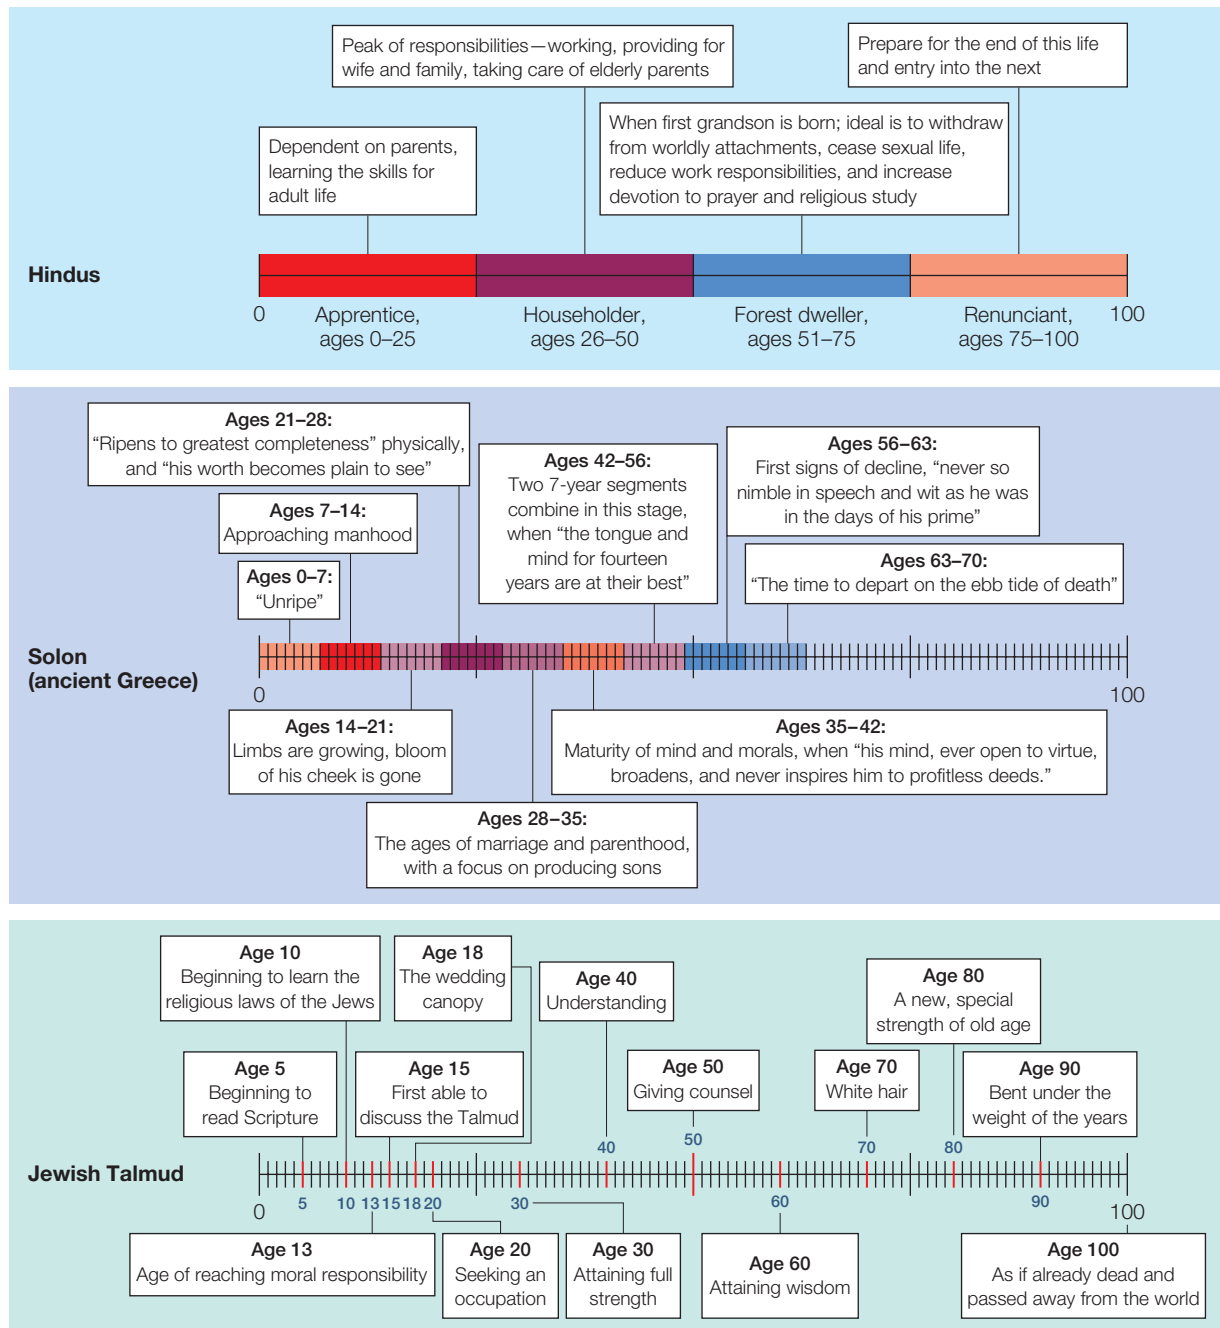 Peak of responsibilities—working, providing for
wife and family, taking care of elderly parents
Prepare for the end of this life
and entry into the next
Dependent on parents,
learning the skills for
adult life
When first grandson is born; ideal is to withdraw
from worldly attachments, cease sexual life,
reduce work responsibilities, and increase
devotion to prayer and religious study
Hindus
0
Apprentice,
ages 0–25
Householder,
ages 26–50
Forest dweller,
ages 51–75
Renunciant,
ages 75–100
100
Ages 21–28:
“Ripens to greatest completeness” physically,
and “his worth becomes plain to see”
Ages 7–14:
Approaching manhood
Ages 0–7:
“Unripe”
Ages 42–56:
Two 7-year segments
combine in this stage,
when “the tongue and
mind for fourteen
years are at their best”
Ages 56–63:
First signs of decline, “never so
nimble in speech and wit as he was
in the days of his prime”
Ages 63–70:
“The time to depart on the ebb tide of death”
Solon
(ancient Greece)
0
100
Ages 14–21:
Limbs are growing, bloom
of his cheek is gone
Ages 28–35:
The ages of marriage and parenthood,
with a focus on producing sons
Ages 35–42:
Maturity of mind and morals, when “his mind, ever open to virtue,
broadens, and never inspires him to profitless deeds.”
Age 10
Beginning to learn the
religious laws of the Jews
Age 18
The wedding
canopy
Age 40
Understanding
Age 80
A new, special
strength of old age
Age 5
Beginning to
read Scripture
Age 15
First able to
discuss the Talmud
Age 50
Giving counsel
Age 70
White hair
Age 90
Bent under the
weight of the years
40
50
70
80
Jewish Talmud
0
5
10
13
15
18
20
30
60
90
100
Age 13
Age of reaching moral responsibility
Age 20
Seeking an
occupation
Age 30
Attaining full
strength
Age 60
Attaining wisdom
Age 100
As if already dead and
passed away from the world